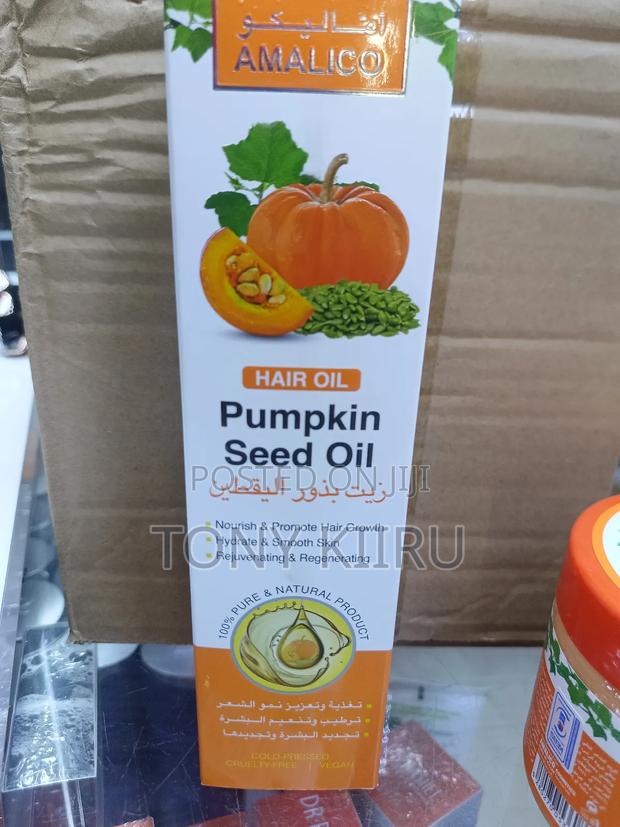 أماليكو
AMALICO
HAIR OIL
Pumpkin
Seed Oil
زيت بذور اليقطين
POSTED ON JIJI
Nourish & Promote Hair Growth
TONY KIIRU
Hydrate & Smooth Skin
Rejuvenating & Regenerating
100% PURE & NATURAL PRODUCT
تغذية وتعزيز نمو الشعر
ترطيب وتنعيم البشرة
تجديد البشرة وتجديدها
COLD-PRESSED
CRUELTY-FREE | VEGAN